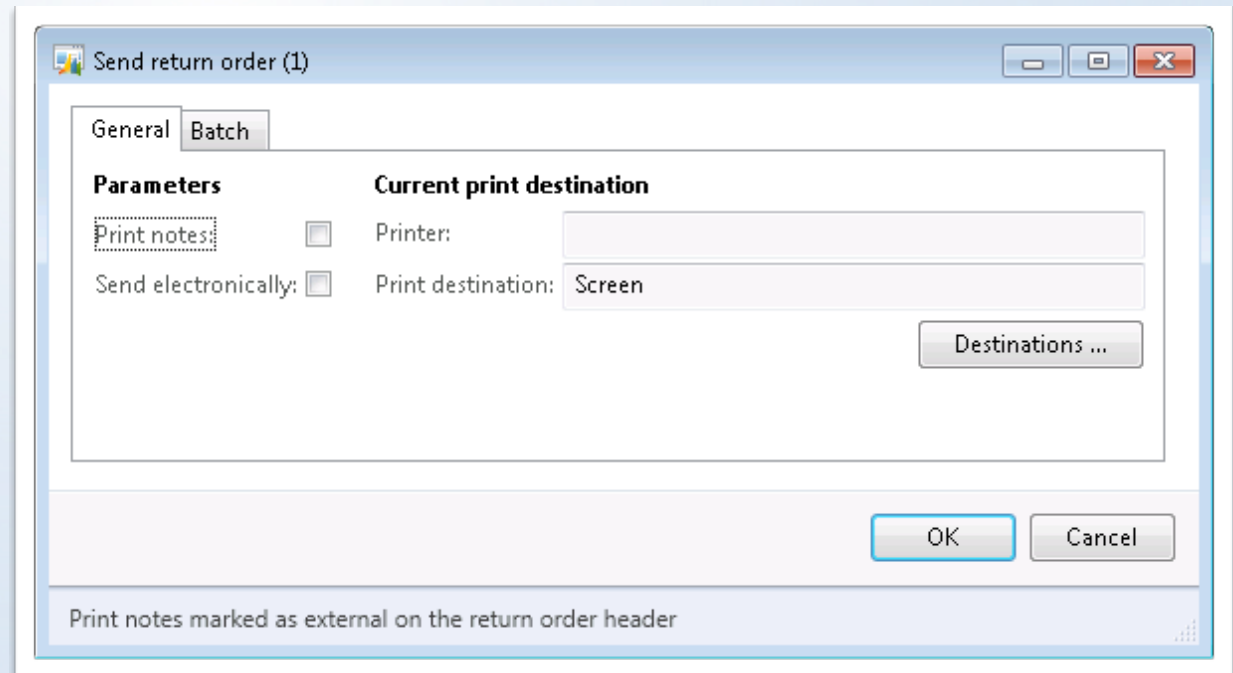 Send return order (1)
General Batch
Parameters Current print destination
Print notes: Printer:
Send electronically: Print destination: Screen
Destinations ...
OK Cancel
Print notes marked as external on the return order header